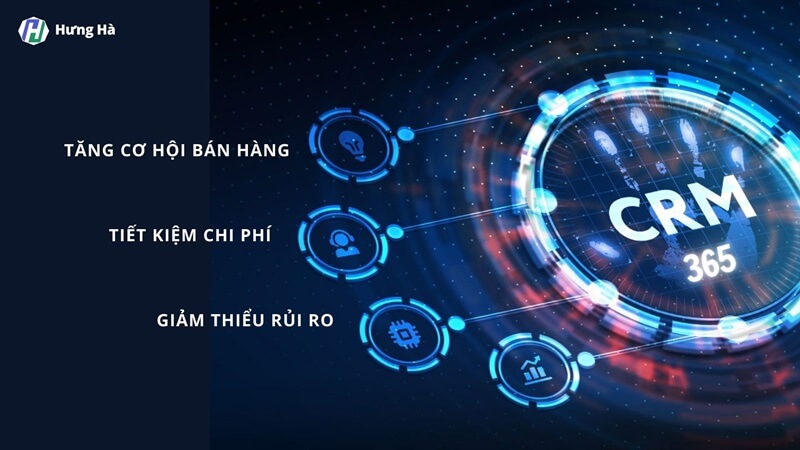 Hưng Hà
TĂNG CƠ HỘI BÁN HÀNG
TIẾT KIỆM CHI PHÍ
GIẢM THIỂU RỦI RO
CRM
365